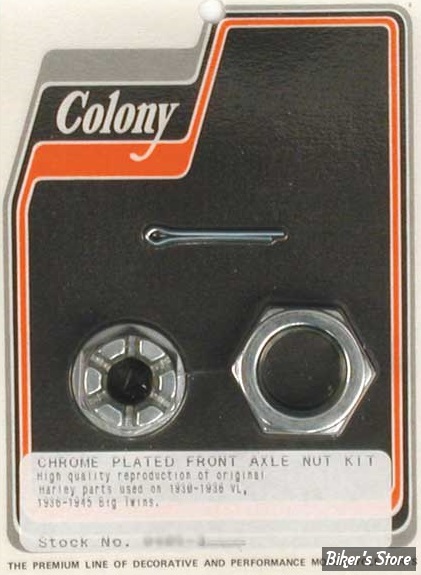 Colony
CHROME PLATED FRONT AXLE NUT KIT
High quality reproduction of original
Harley parts used on 1930-1936 VL,
1936-1945 Big Twins.
Stock No.
THE PREMIUM LINE OF DECORATIVE AND PERFORMANCE
Biker's Store